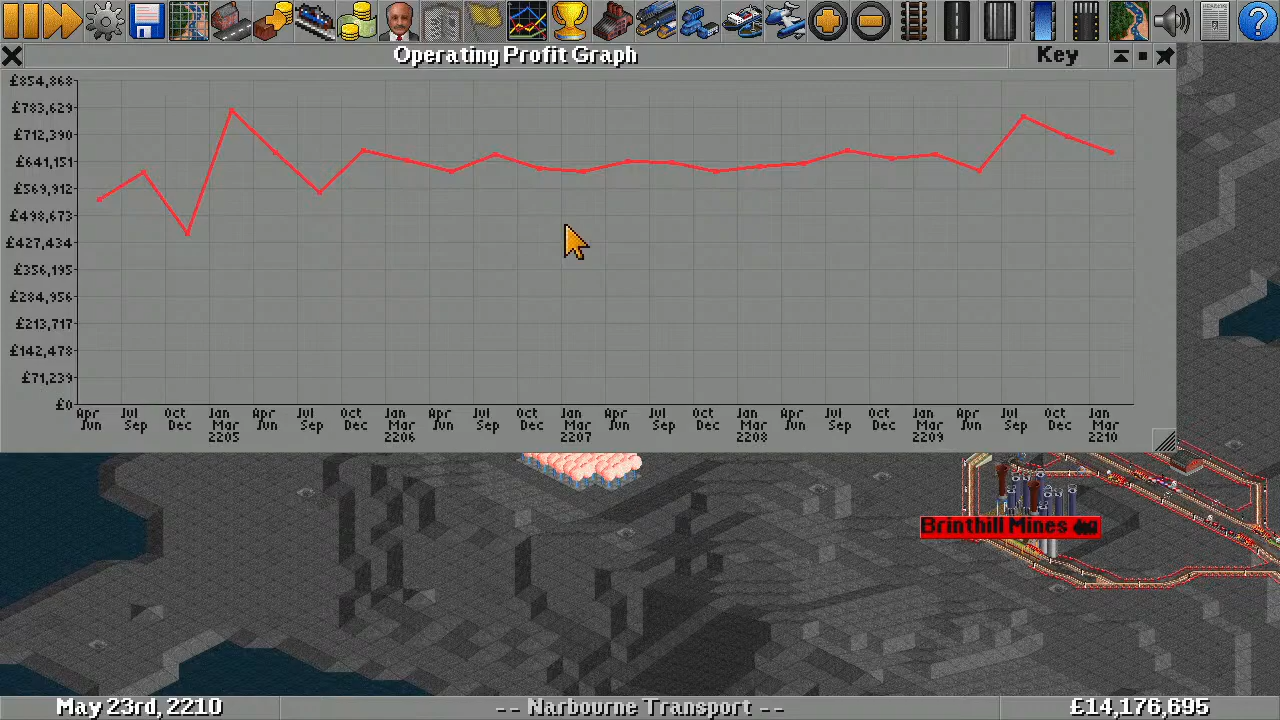 Operating Profit Graph
Key
£854,868
£783,629
£712,390
£641,151
£569,912
£498,673
£427,434
£356,195
£284,956
£213,717
£142,478
£71,239
£0
Apr Jul Oct Jan Apr Jul Oct Jan Apr Jul Oct Jan Apr Jul Oct Jan Apr Jul Oct Jan Apr Jul Oct Jan
Jun Sep Dec Mar Jun Sep Dec Mar Jun Sep Dec Mar Jun Sep Dec Mar Jun Sep Dec Mar Jun Sep Dec Mar
2205 2206 2207 2208 2209 2210
Brinthill Mines
May 23rd, 2210
-- Narbourne Transport --
£14,176,695